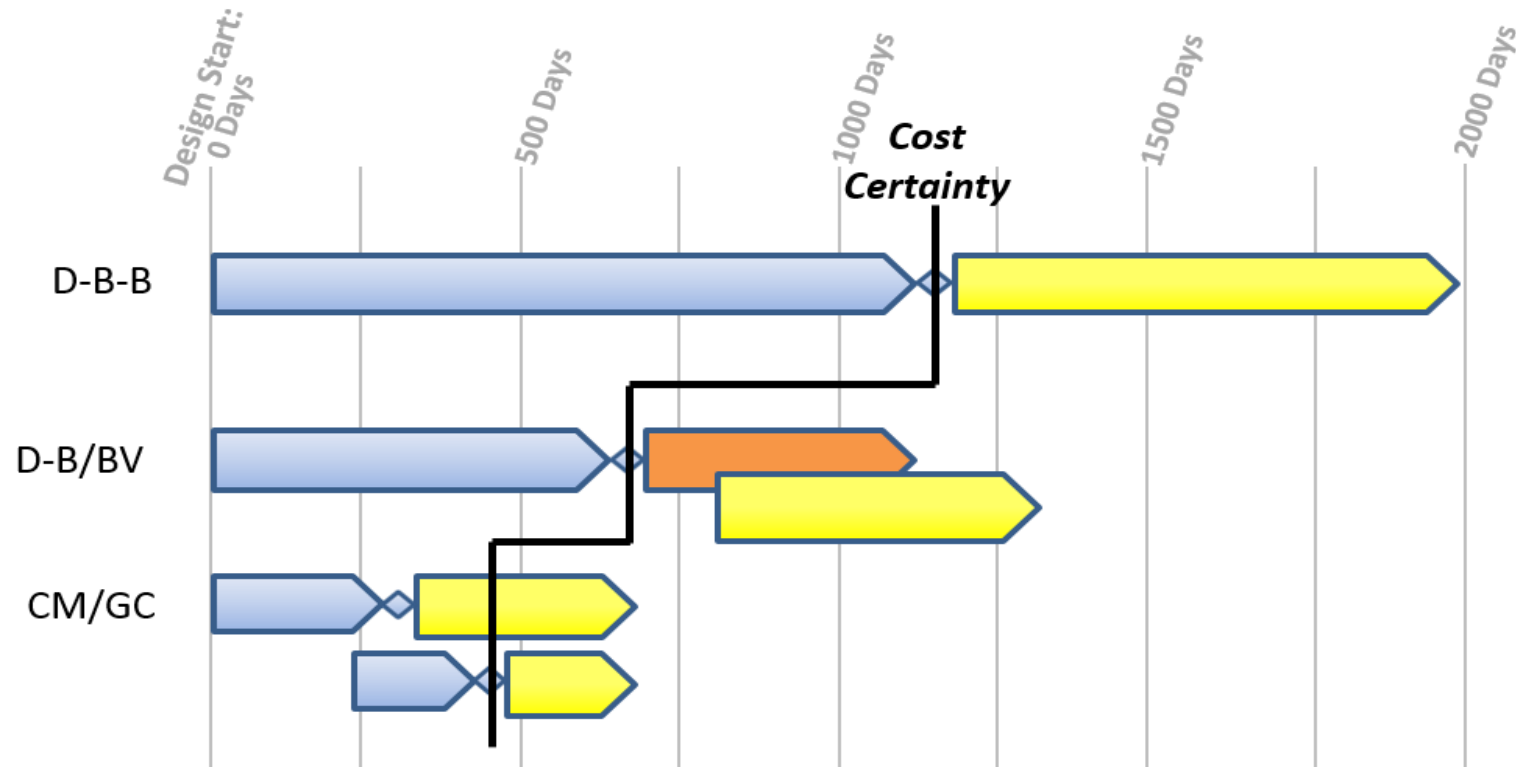 Design Start:
0 Days
500 Days
1000 Days
1500 Days
2000 Days
Cost
Certainty
D-B-B
D-B/BV
CM/GC